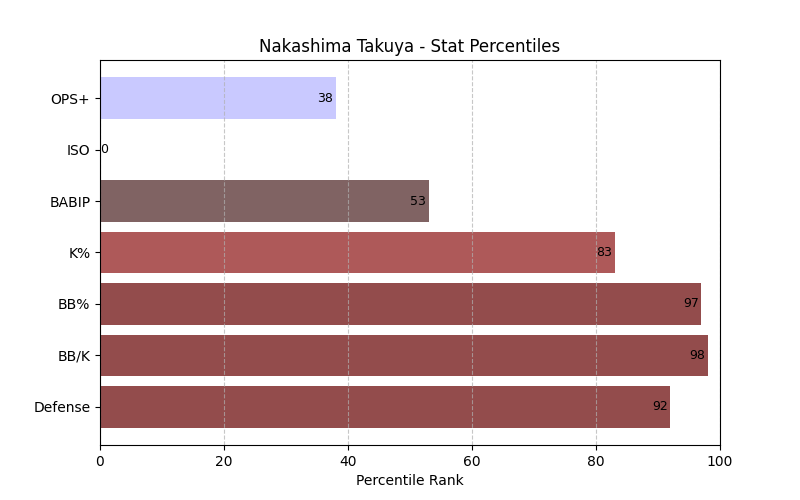 Nakashima Takuya - Stat Percentiles
OPS+ 38
ISO 0
BABIP 53
K% 83
BB% 97
BB/K 98
Defense 92
0 20 40 60 80 100
Percentile Rank